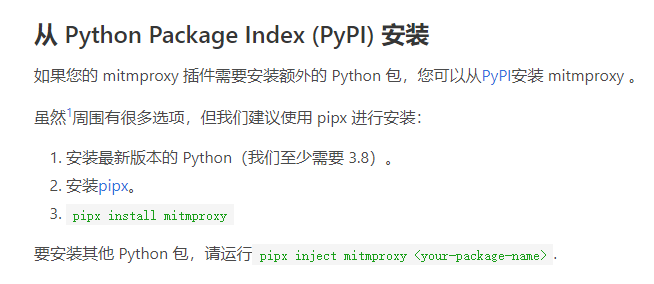 从 Python Package Index (PyPI) 安装
如果您的 mitmproxy 插件需要安装额外的 Python 包，您可以从PyPI安装 mitmproxy 。
虽然1周围有很多选项，但我们建议使用 pipx 进行安装：
1. 安装最新版本的 Python（我们至少需要 3.8）。
2. 安装pipx。
3. pipx install mitmproxy
要安装其他 Python 包，请运行 pipx inject mitmproxy <your-package-name>.